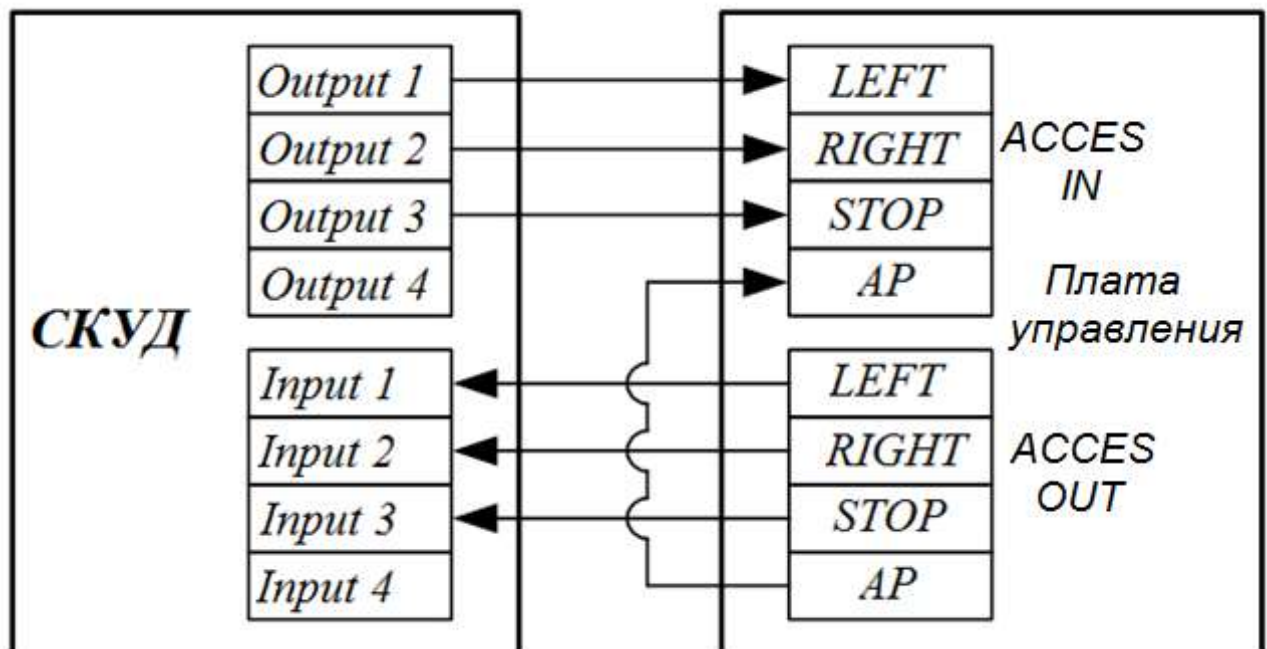 СКУД
Output 1
Output 2
Output 3
Output 4
Input 1
Input 2
Input 3
Input 4
LEFT
RIGHT
STOP
AP
ACCES
IN
Плата
управления
LEFT
RIGHT
STOP
AP
ACCES
OUT